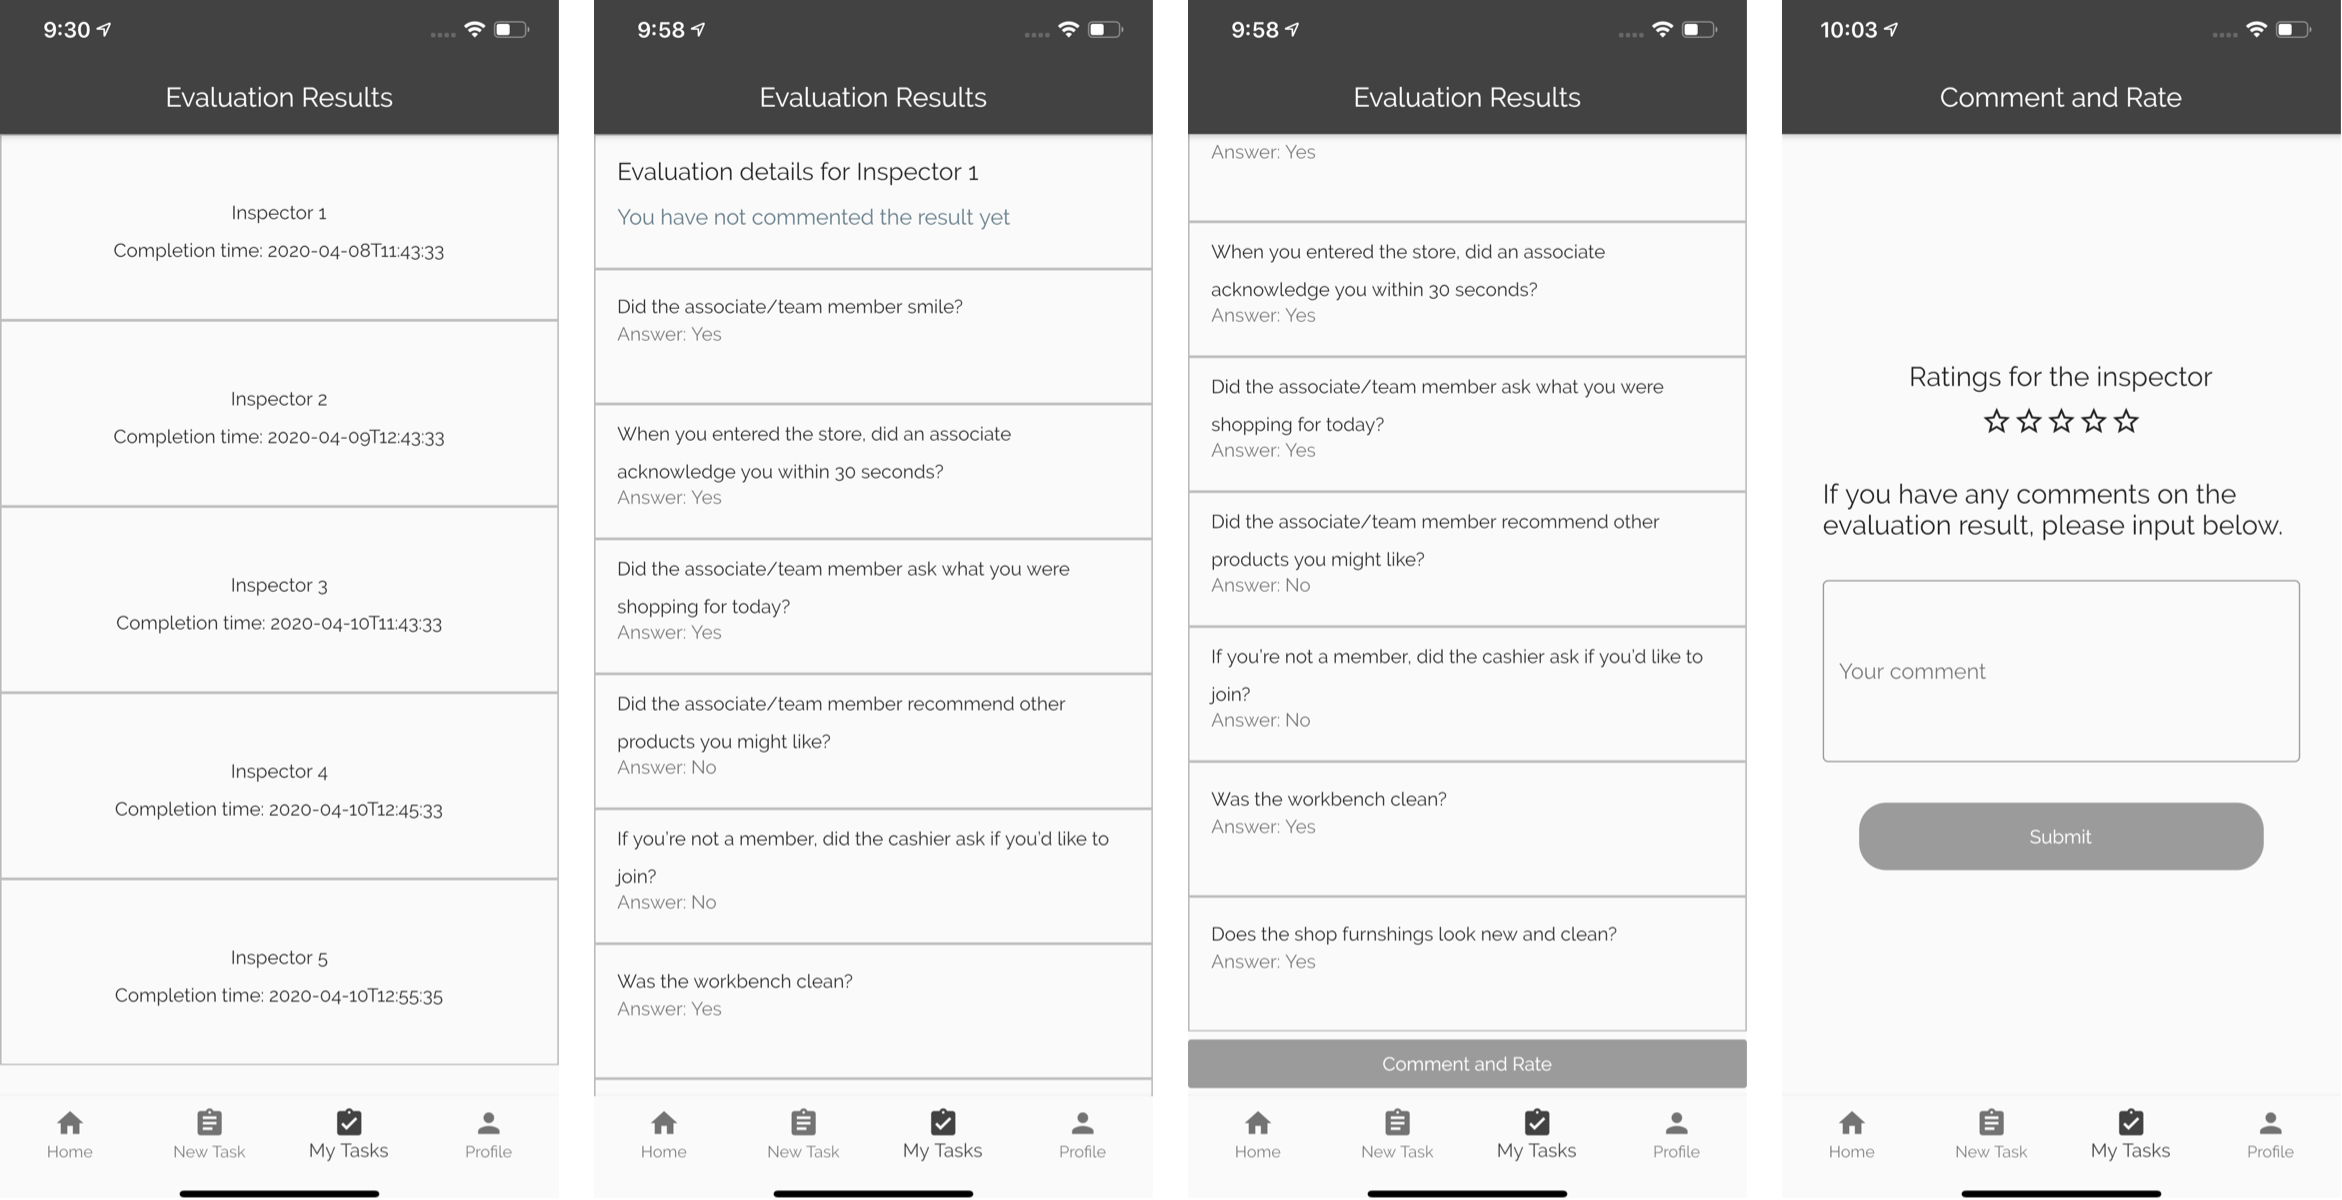 9:30
Evaluation Results
Inspector 1
Completion time: 2020-04-08T11:43:33
Inspector 2
Completion time: 2020-04-09T12:43:33
Inspector 3
Completion time: 2020-04-10T11:43:33
Inspector 4
Completion time: 2020-04-10T12:45:33
Inspector 5
Completion time: 2020-04-10T12:55:35
Home
New Task
My Tasks
Profile
9:58
Evaluation Results
Evaluation details for Inspector 1
You have not commented the result yet
Did the associate/team member smile?
Answer: Yes
When you entered the store, did an associate
acknowledge you within 30 seconds?
Answer: Yes
Did the associate/team member ask what you were
shopping for today?
Answer: Yes
Did the associate/team member recommend other
products you might like?
Answer: No
If you're not a member, did the cashier ask if you'd like to
join?
Answer: No
Was the workbench clean?
Answer: Yes
Home
New Task
My Tasks
Profile
9:58
Evaluation Results
Answer: Yes
When you entered the store, did an associate
acknowledge you within 30 seconds?
Answer: Yes
Did the associate/team member ask what you were
shopping for today?
Answer: Yes
Did the associate/team member recommend other
products you might like?
Answer: No
If you're not a member, did the cashier ask if you'd like to
join?
Answer: No
Was the workbench clean?
Answer: Yes
Does the shop furnshings look new and clean?
Answer: Yes
Comment and Rate
Home
New Task
My Tasks
Profile
10:03
Comment and Rate
Ratings for the inspector
If you have any comments on the
evaluation result, please input below.
Your comment
Submit
Home
New Task
My Tasks
Profile